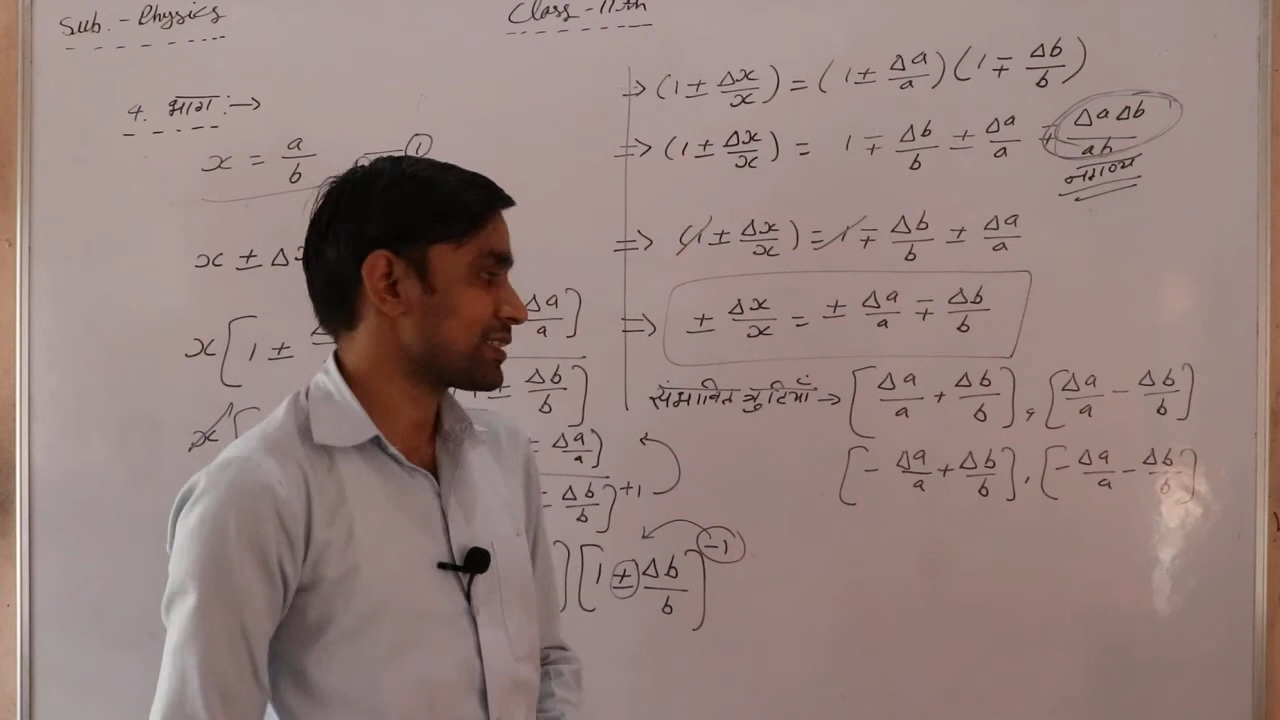 Sub. - Physics
Class - 11th
4. भाग :→
x = a/b ①
x ± Δx
x[1 ±
Δa/a]
± Δb/b]
x[
Δa/a)
Δb/b]⁺¹
][1 ± Δb/b]⁻¹
⇒ (1 ± Δx/x) = (1 ± Δa/a)(1 ∓ Δb/b)
⇒ (1 ± Δx/x) = 1 ∓ Δb/b ± Δa/a ∓ ΔaΔb/ab
नगण्य
⇒ (1 ± Δx/x) = 1 ∓ Δb/b ± Δa/a
⇒ ± Δx/x = ± Δa/a ∓ Δb/b
संभावित त्रुटियां → [Δa/a + Δb/b], [Δa/a - Δb/b]
[- Δa/a + Δb/b], [- Δa/a - Δb/b]